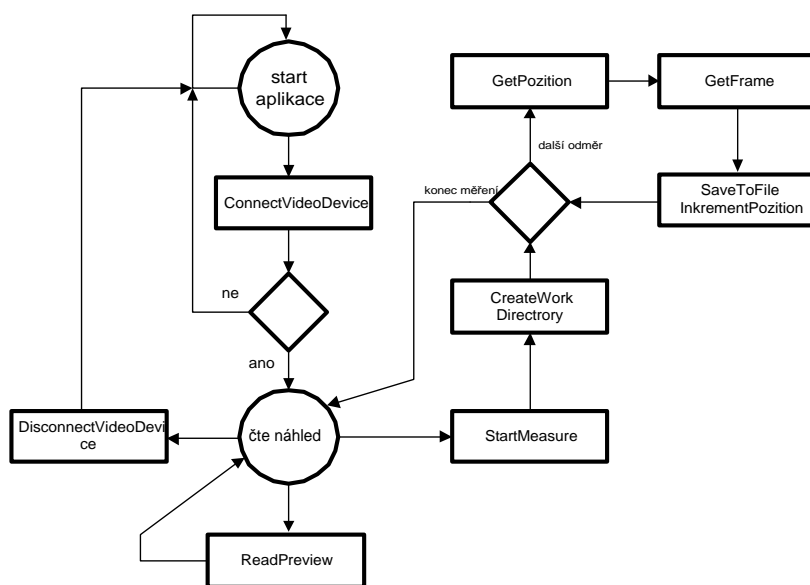 start
aplikace
GetPozition
GetFrame
další odměr
konec měření
ConnectVideoDevice
SaveToFile
InkrementPozition
ne
CreateWork
Directrory
ano
DisconnectVideoDevi
ce
čte náhled
StartMeasure
ReadPreview